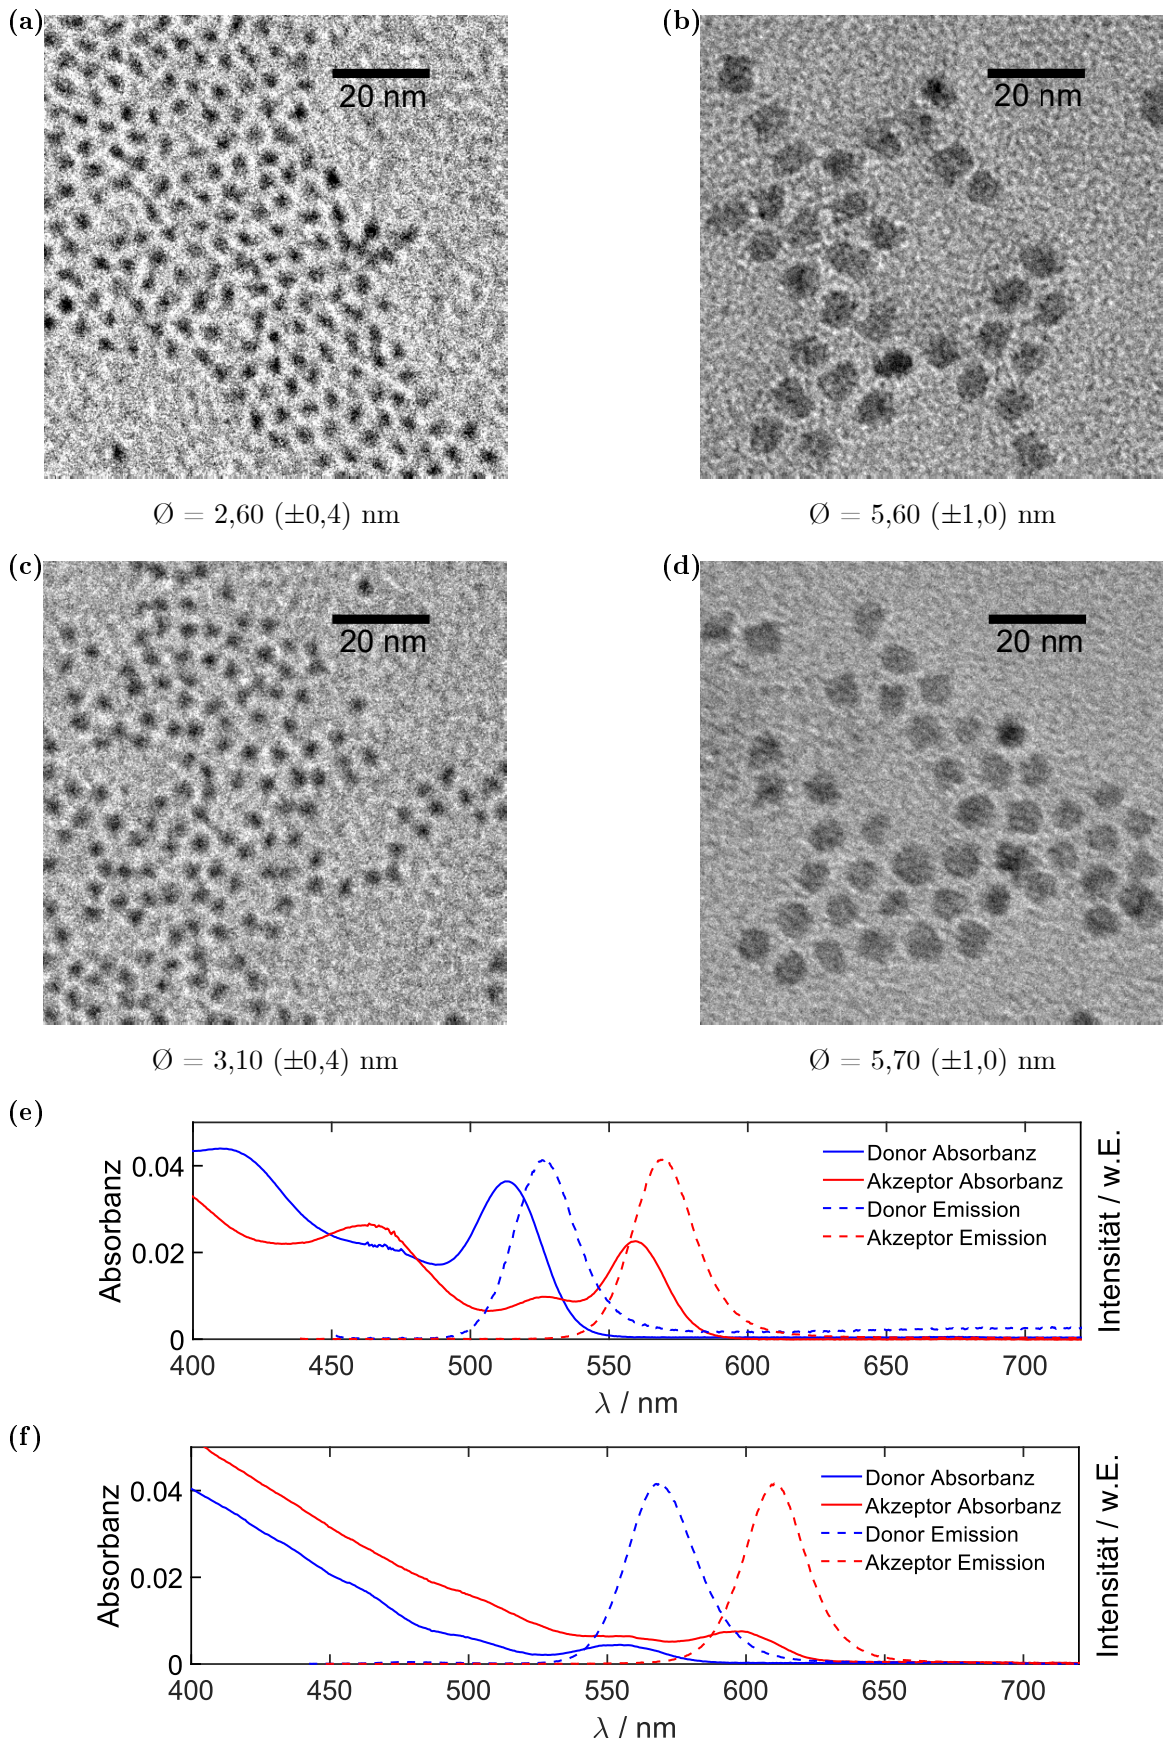 (a)
20 nm
(b)
20 nm
Ø = 2,60 (±0,4) nm
Ø = 5,60 (±1,0) nm
(c)
20 nm
(d)
20 nm
Ø = 3,10 (±0,4) nm
Ø = 5,70 (±1,0) nm
(e)
Absorbanz
0.04
0.02
0
Donor Absorbanz
Akzeptor Absorbanz
Donor Emission
Akzeptor Emission
Intensität / w.E.
400 450 500 550 600 650 700
λ / nm
(f)
Absorbanz
0.04
0.02
0
Donor Absorbanz
Akzeptor Absorbanz
Donor Emission
Akzeptor Emission
Intensität / w.E.
400 450 500 550 600 650 700
λ / nm